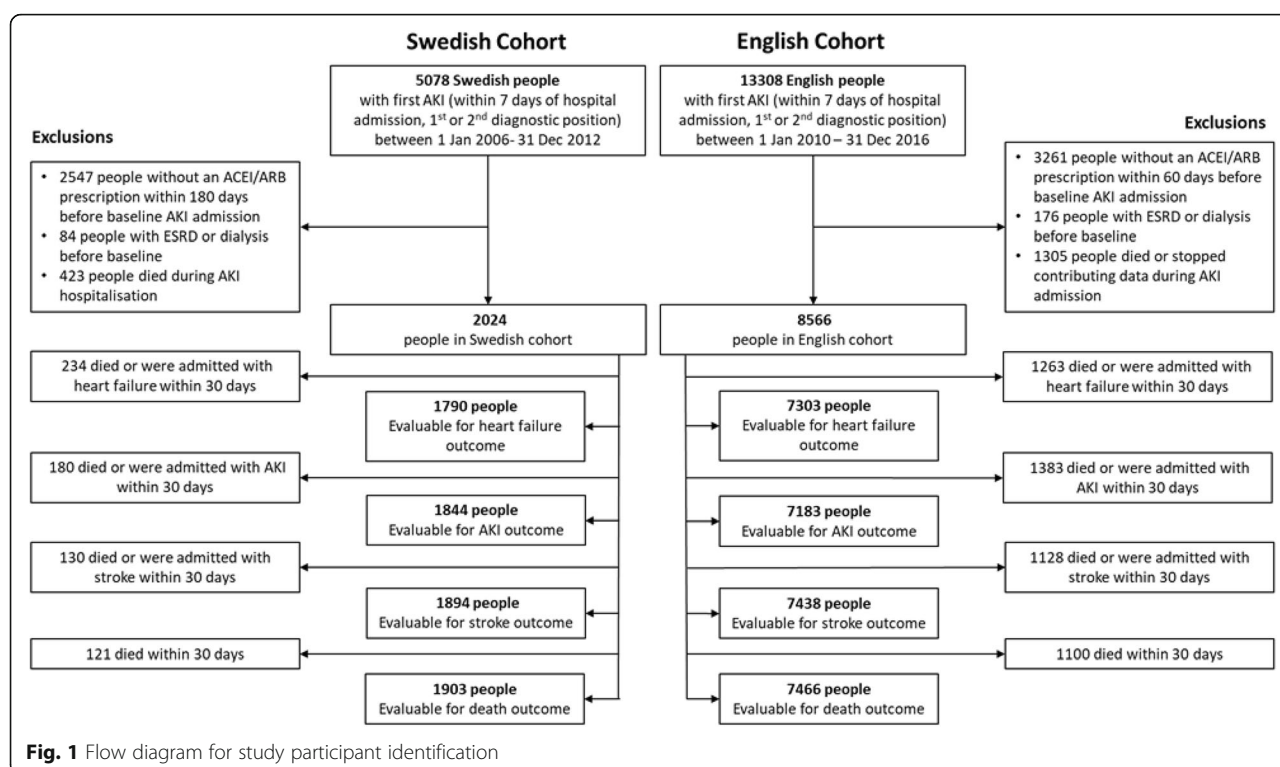 Swedish Cohort
English Cohort
5078 Swedish people
with first AKI (within 7 days of hospital
admission, 1st or 2nd diagnostic position)
between 1 Jan 2006- 31 Dec 2012
13308 English people
with first AKI (within 7 days of hospital
admission, 1st or 2nd diagnostic position)
between 1 Jan 2010 – 31 Dec 2016
Exclusions
• 2547 people without an ACEI/ARB
prescription within 180 days
before baseline AKI admission
• 84 people with ESRD or dialysis
before baseline
• 423 people died during AKI
hospitalisation
Exclusions
• 3261 people without an ACEI/ARB
prescription within 60 days before
baseline AKI admission
• 176 people with ESRD or dialysis
before baseline
• 1305 people died or stopped
contributing data during AKI
admission
2024
people in Swedish cohort
8566
people in English cohort
234 died or were admitted with
heart failure within 30 days
1263 died or were admitted with
heart failure within 30 days
1790 people
Evaluable for heart failure
outcome
7303 people
Evaluable for heart failure
outcome
180 died or were admitted with AKI
within 30 days
1383 died or were admitted with
AKI within 30 days
1844 people
Evaluable for AKI outcome
7183 people
Evaluable for AKI outcome
130 died or were admitted with
stroke within 30 days
1128 died or were admitted with
stroke within 30 days
1894 people
Evaluable for stroke outcome
7438 people
Evaluable for stroke outcome
121 died within 30 days
1100 died within 30 days
1903 people
Evaluable for death outcome
7466 people
Evaluable for death outcome
Fig. 1 Flow diagram for study participant identification